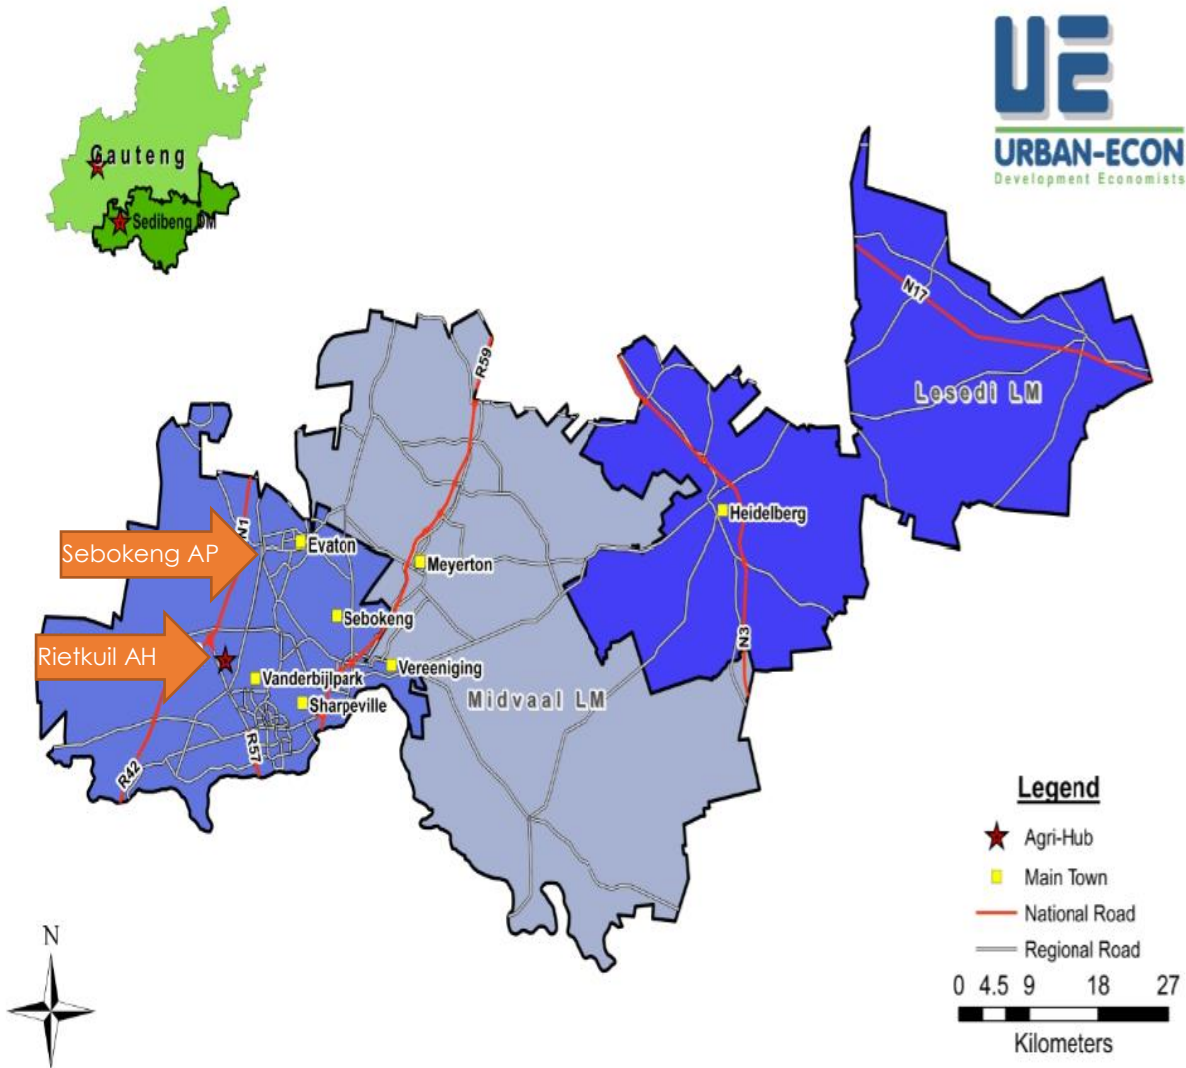 Gauteng
Sedibeng DM
UE
URBAN-ECON
Development Economists
N17
R59
Lesedi LM
Heidelberg
N1
Sebokeng AP
Evaton
Meyerton
Sebokeng
N3
Rietkuil AH
Vereeniging
Vanderbijlpark
Midvaal LM
Sharpeville
R57
R42
Legend
Agri-Hub
Main Town
National Road
Regional Road
0 4.5 9 18 27
Kilometers
N